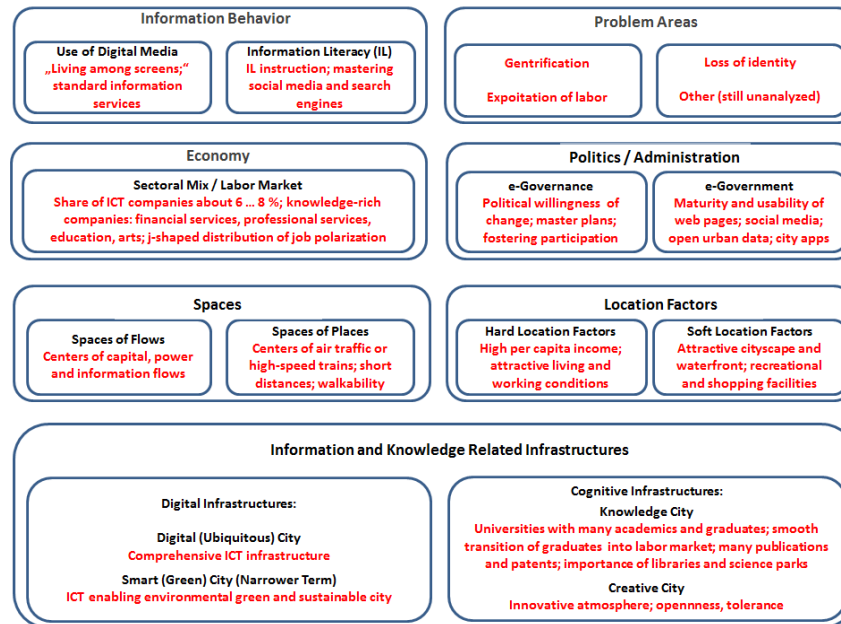 Information Behavior
Use of Digital Media
„Living among screens;“
standard information
services
Information Literacy (IL)
IL instruction; mastering
social media and search
engines
Problem Areas
Gentrification
Loss of identity
Expoitation of labor
Other (still unanalyzed)
Economy
Sectoral Mix / Labor Market
Share of ICT companies about 6 ... 8 %; knowledge-rich
companies: financial services, professional services,
education, arts; j-shaped distribution of job polarization
Politics / Administration
e-Governance
Political willingness of
change; master plans;
fostering participation
e-Government
Maturity and usability of
web pages; social media;
open urban data; city apps
Spaces
Spaces of Flows
Centers of capital, power
and information flows
Spaces of Places
Centers of air traffic or
high-speed trains; short
distances; walkability
Location Factors
Hard Location Factors
High per capita income;
attractive living and
working conditions
Soft Location Factors
Attractive cityscape and
waterfront; recreational
and shopping facilities
Information and Knowledge Related Infrastructures
Digital Infrastructures:
Digital (Ubiquitous) City
Comprehensive ICT infrastructure
Smart (Green) City (Narrower Term)
ICT enabling environmental green and sustainable city
Cognitive Infrastructures:
Knowledge City
Universities with many academics and graduates; smooth
transition of graduates into labor market; many publications
and patents; importance of libraries and science parks
Creative City
Innovative atmosphere; opennness, tolerance